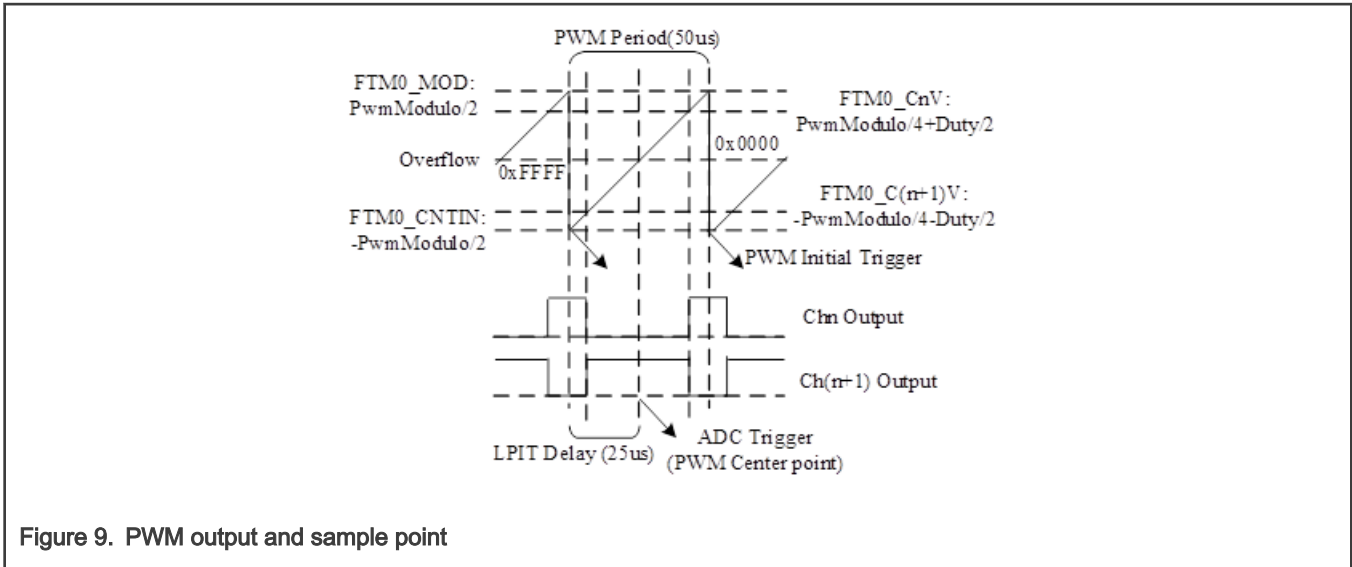 PWM Period(50us)
FTM0_MOD:
PwmModulo/2
FTM0_CnV:
PwmModulo/4+Duty/2
0x0000
Overflow
0xFFFF
FTM0_C(n+1)V:
-PwmModulo/4-Duty/2
FTM0_CNTIN:
-PwmModulo/2
PWM Initial Trigger
Chn Output
Ch(n+1) Output
LPIT Delay (25us)
ADC Trigger
(PWM Center point)
Figure 9. PWM output and sample point